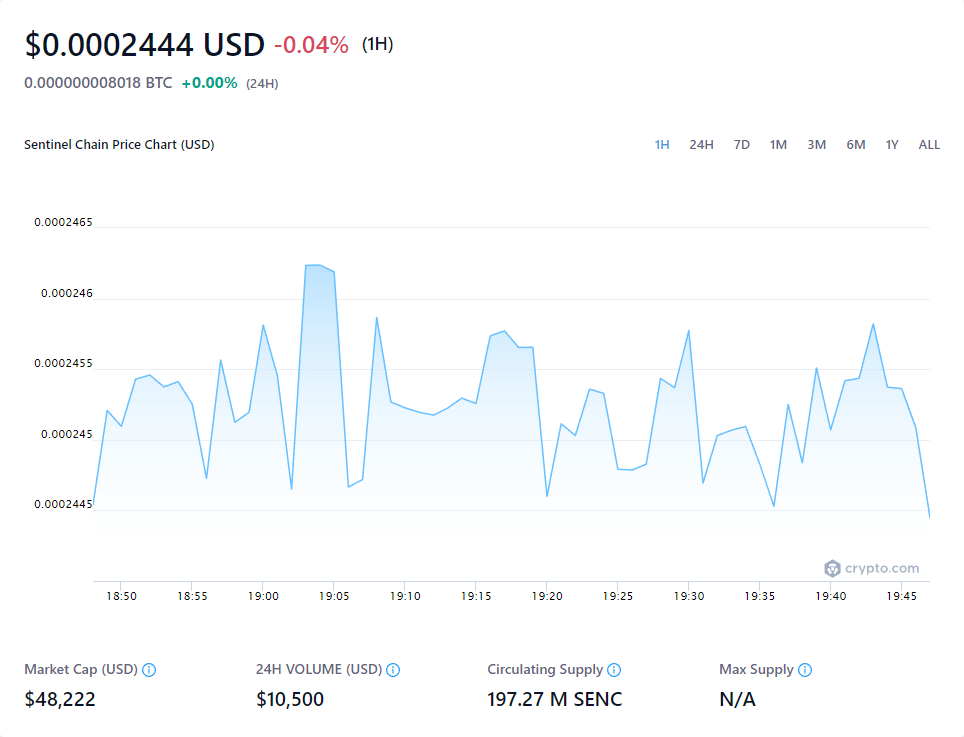 $0.0002444 USD -0.04% (1H)
0.000000008018 BTC +0.00% (24H)
Sentinel Chain Price Chart (USD) 1H 24H 7D 1M 3M 6M 1Y ALL
0.0002465
0.000246
0.0002455
0.000245
0.0002445
crypto.com
18:50 18:55 19:00 19:05 19:10 19:15 19:20 19:25 19:30 19:35 19:40 19:45
Market Cap (USD) 24H VOLUME (USD) Circulating Supply Max Supply
$48,222 $10,500 197.27 M SENC N/A